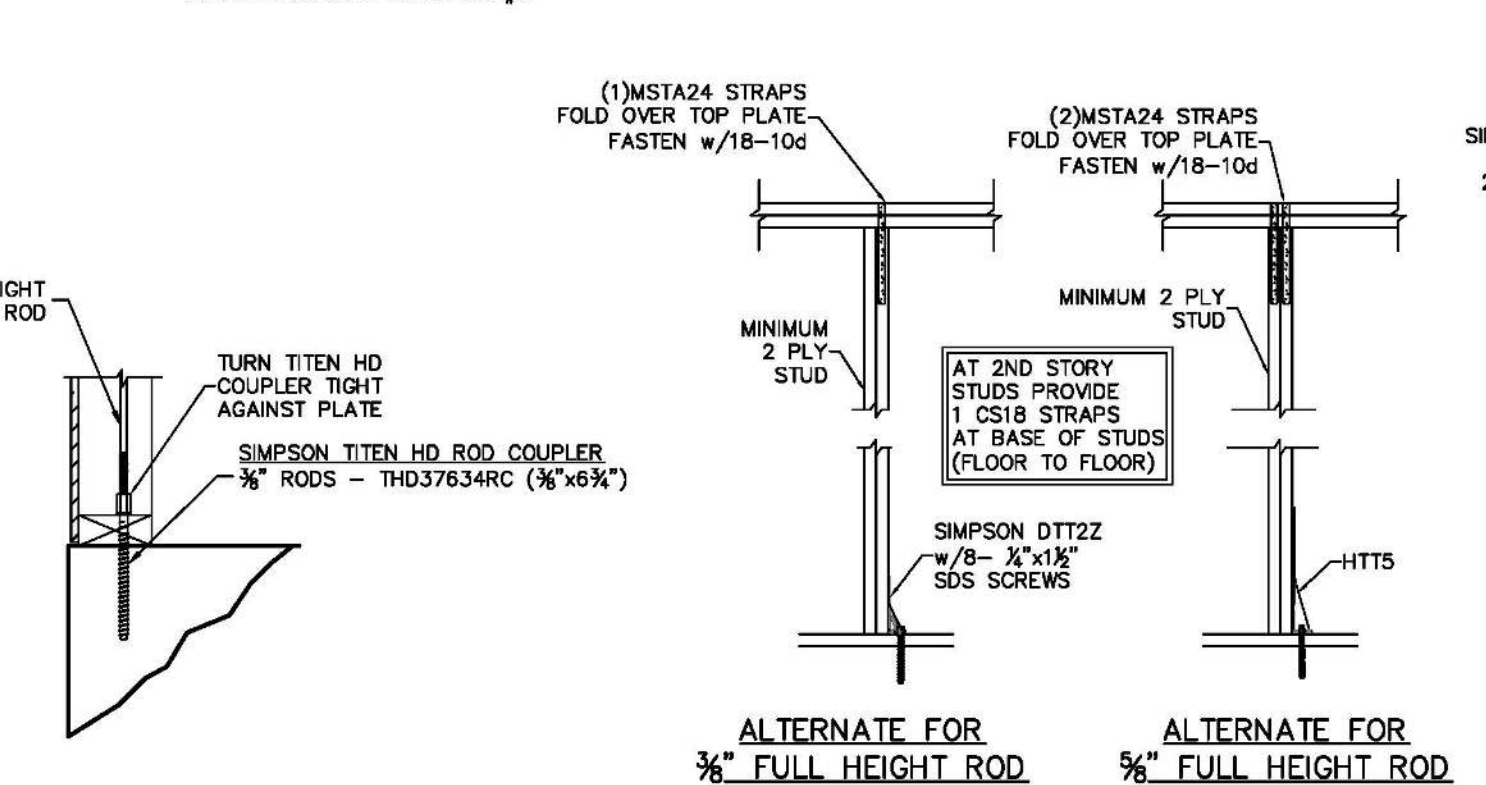 (1)MSTA24 STRAPS
FOLD OVER TOP PLATE
FASTEN w/18-10d
(2)MSTA24 STRAPS
FOLD OVER TOP PLATE
FASTEN w/18-10d
ROD
TURN TITEN HD
COUPLER TIGHT
AGAINST PLATE
SIMPSON TITEN HD ROD COUPLER
⅜" RODS - THD37634RC (⅜"x6¾")
MINIMUM
2 PLY
STUD
MINIMUM 2 PLY
STUD
AT 2ND STORY
STUDS PROVIDE
1 CS18 STRAPS
AT BASE OF STUDS
(FLOOR TO FLOOR)
SIMPSON DTT2Z
w/8- ¼"x1½"
SDS SCREWS
HTT5
ALTERNATE FOR
⅜" FULL HEIGHT ROD
ALTERNATE FOR
⅝" FULL HEIGHT ROD